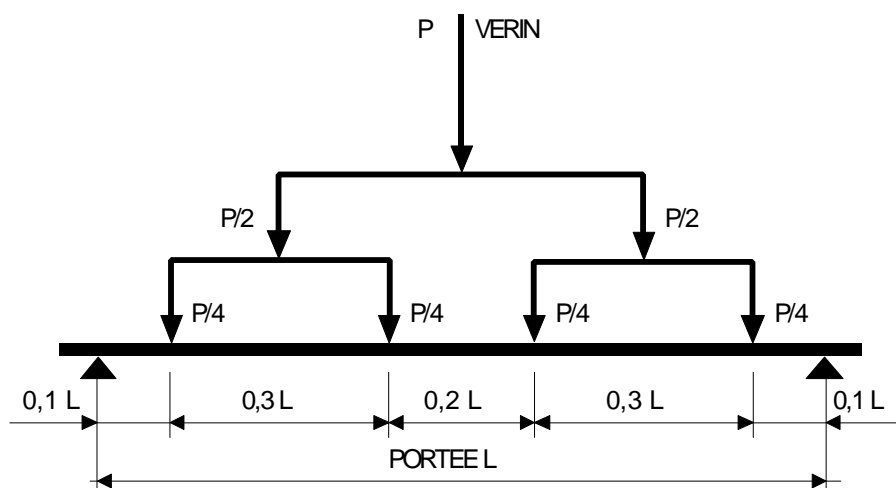 P VERIN
P/2 P/2
P/4 P/4 P/4 P/4
0,1 L 0,3 L 0,2 L 0,3 L 0,1 L
PORTEE L